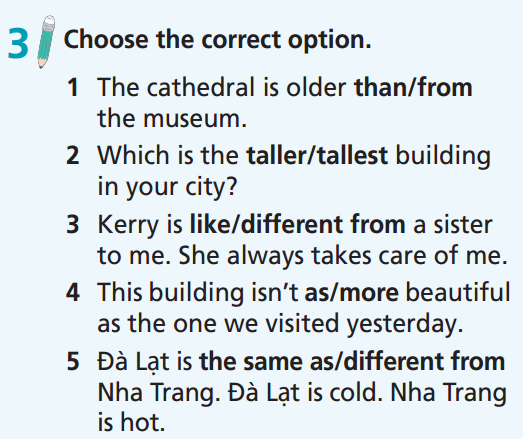 3 Choose the correct option.
1 The cathedral is older than/from
the museum.
2 Which is the taller/tallest building
in your city?
3 Kerry is like/different from a sister
to me. She always takes care of me.
4 This building isn’t as/more beautiful
as the one we visited yesterday.
5 Đà Lạt is the same as/different from
Nha Trang. Đà Lạt is cold. Nha Trang
is hot.